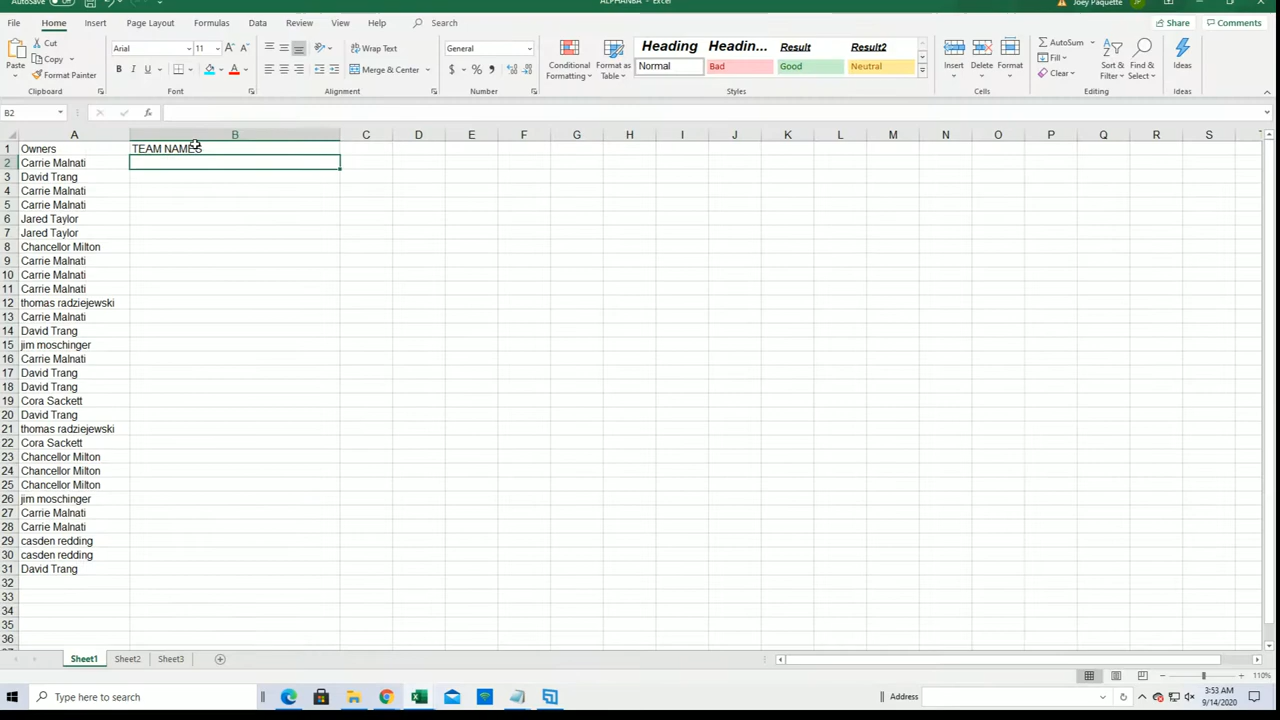 AutoSave Off
ALPHANBA - Excel
Joey Paquette JP
File Home Insert Page Layout Formulas Data Review View Help Search Share Comments
Paste Cut Copy Format Painter
Arial 11 Wrap Text Merge & Center General
B I U $ % ,
Conditional Formatting Format as Table
Heading Headin... Result Result2
Normal Bad Good Neutral
Insert Delete Format
AutoSum Fill Clear Sort & Filter Find & Select Ideas
Clipboard Font Alignment Number Styles Cells Editing Ideas
B2 fx
A B C D E F G H I J K L M N O P Q R S
1 Owners TEAM NAMES
2 Carrie Malnati
3 David Trang
4 Carrie Malnati
5 Carrie Malnati
6 Jared Taylor
7 Jared Taylor
8 Chancellor Milton
9 Carrie Malnati
10 Carrie Malnati
11 Carrie Malnati
12 thomas radziejewski
13 Carrie Malnati
14 David Trang
15 jim moschinger
16 Carrie Malnati
17 David Trang
18 David Trang
19 Cora Sackett
20 David Trang
21 thomas radziejewski
22 Cora Sackett
23 Chancellor Milton
24 Chancellor Milton
25 Chancellor Milton
26 jim moschinger
27 Carrie Malnati
28 Carrie Malnati
29 casden redding
30 casden redding
31 David Trang
32
33
34
35
36
Sheet1 Sheet2 Sheet3
110%
Type here to search
Address
3:53 AM
9/14/2020